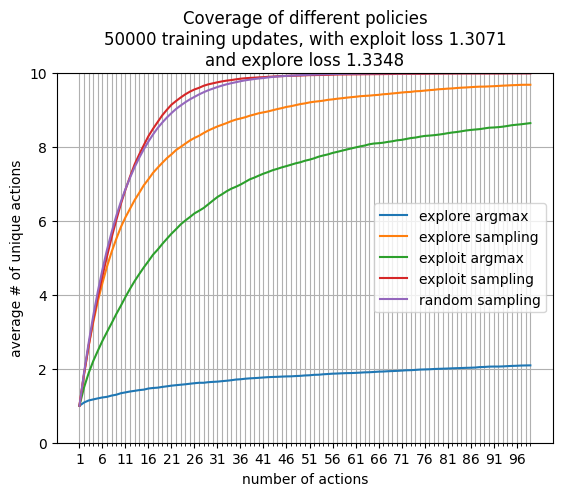 Coverage of different policies
50000 training updates, with exploit loss 1.3071
and explore loss 1.3348
10
8
6
4
2
0
average # of unique actions
explore argmax
explore sampling
exploit argmax
exploit sampling
random sampling
1 6 11 16 21 26 31 36 41 46 51 56 61 66 71 76 81 86 91 96
number of actions